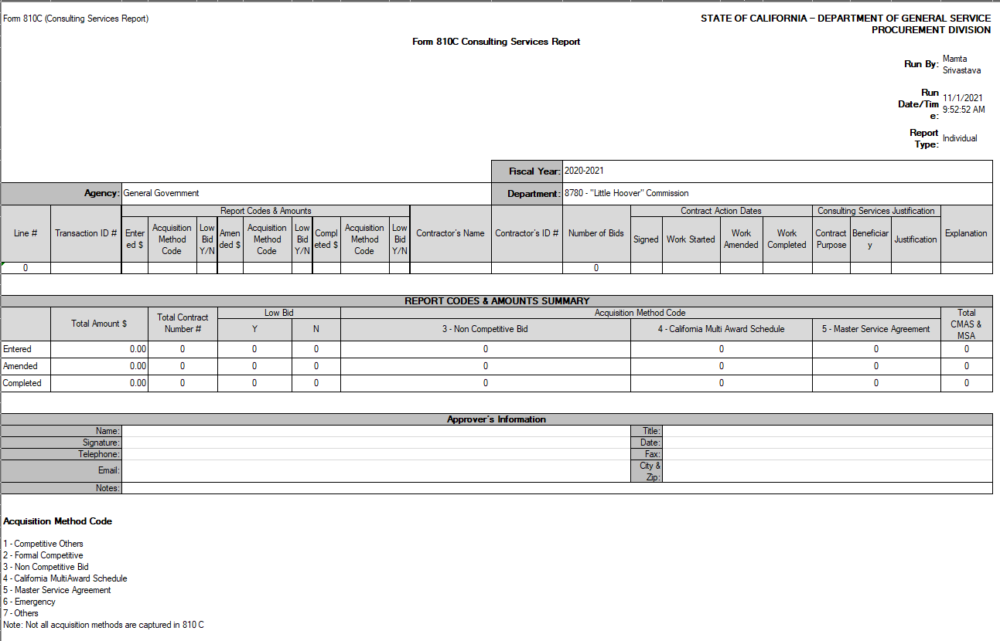 Form 810C (Consulting Services Report)
STATE OF CALIFORNIA – DEPARTMENT OF GENERAL SERVICE
PROCUREMENT DIVISION
Form 810C Consulting Services Report
Run By: Mamta
Srivastava
Run
Date/Tim
e: 11/1/2021
9:52:52 AM
Report
Type: Individual
Fiscal Year: 2020-2021
Agency: General Government Department: 8780 - "Little Hoover" Commission
Report Codes & Amounts Contract Action Dates Consulting Services Justification
Line # Transaction ID # Enter
ed $ Acquisition
Method
Code Low
Bid
Y/N Amen
ded $ Acquisition
Method
Code Low
Bid
Y/N Compl
eted $ Acquisition
Method
Code Low
Bid
Y/N Contractor's Name Contractor's ID # Number of Bids Signed Work Started Work
Amended Work
Completed Contract
Purpose Beneficiar
y Justification Explanation
0 0
REPORT CODES & AMOUNTS SUMMARY
Total Amount $ Total Contract
Number # Low Bid Acquisition Method Code Total
CMAS &
MSA
Y N 3 - Non Competitive Bid 4 - California Multi Award Schedule 5 - Master Service Agreement
Entered 0.00 0 0 0 0 0 0 0
Amended 0.00 0 0 0 0 0 0 0
Completed 0.00 0 0 0 0 0 0 0
Approver's Information
Name: Title:
Signature: Date:
Telephone: Fax:
Email: City &
Zip:
Notes:
Acquisition Method Code
1 - Competitive Others
2 - Formal Competitive
3 - Non Competitive Bid
4 - California MultiAward Schedule
5 - Master Service Agreement
6 - Emergency
7 - Others
Note: Not all acquisition methods are captured in 810 C